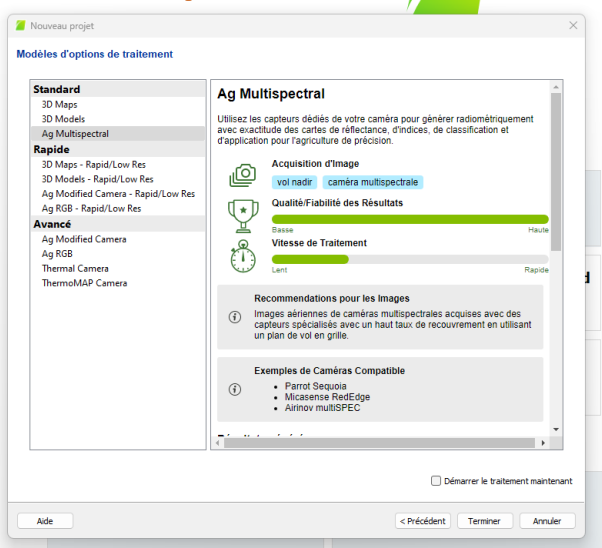 Nouveau projet
Modèles d'options de traitement
Standard
3D Maps
3D Models
Ag Multispectral
Rapide
3D Maps - Rapid/Low Res
3D Models - Rapid/Low Res
Ag Modified Camera - Rapid/Low Res
Ag RGB - Rapid/Low Res
Avancé
Ag Modified Camera
Ag RGB
Thermal Camera
ThermoMAP Camera
Ag Multispectral
Utilisez les capteurs dédiés de votre caméra pour générer radiométriquement
avec exactitude des cartes de réflectance, d'indices, de classification et
d'application pour l'agriculture de précision.
Acquisition d'Image
vol nadir caméra multispectrale
Qualité/Fiabilité des Résultats
Basse Haute
Vitesse de Traitement
Lent Rapide
Recommendations pour les Images
Images aériennes de caméras multispectrales acquises avec des
capteurs spécialisés avec un haut taux de recouvrement en utilisant
un plan de vol en grille.
Exemples de Caméras Compatible
Parrot Sequoia
Micasense RedEdge
Airinov multiSPEC
Démarrer le traitement maintenant
Aide < Précédent Terminer Annuler